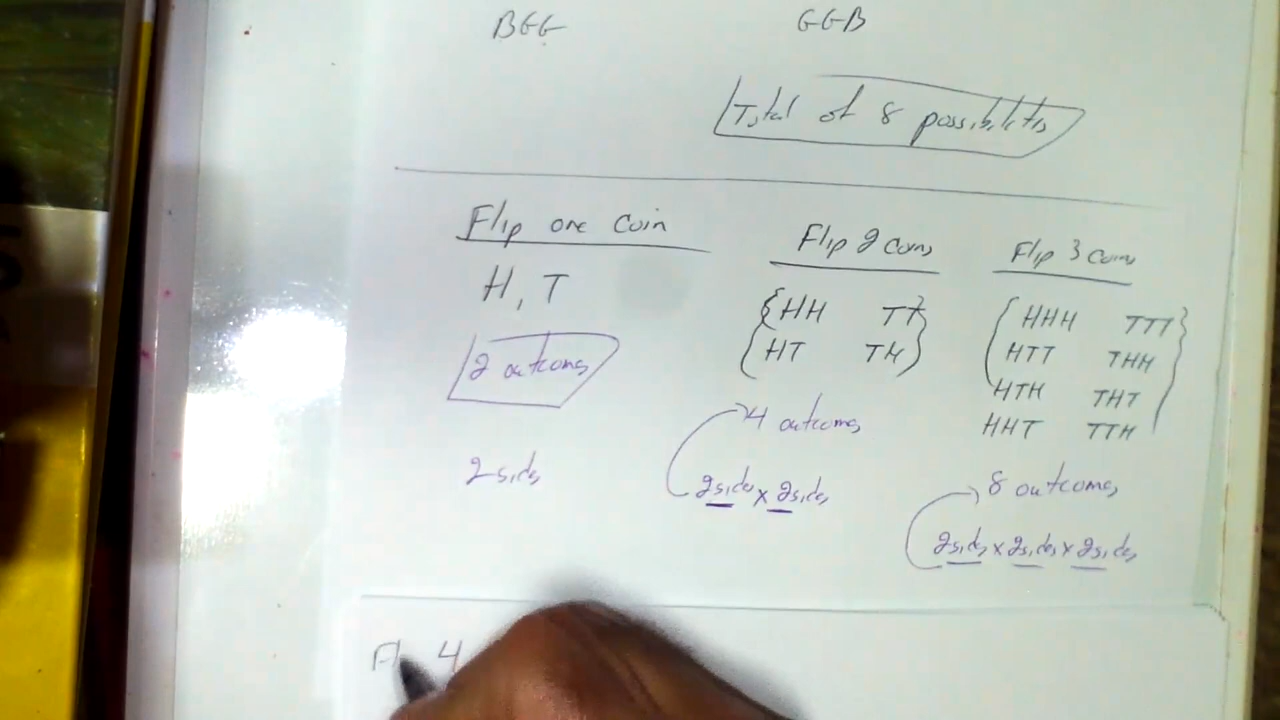 BGG GGB
Total of 8 possibilities
Flip one coin
H, T
2 outcomes
2 sides
Flip 2 coins
{HH TT}
HT TH
4 outcomes
2 sides x 2 sides
Flip 3 coins
HHH TTT
HTT THH
HTH THT
HHT TTH
8 outcomes
2 sides x 2 sides x 2 sides
4